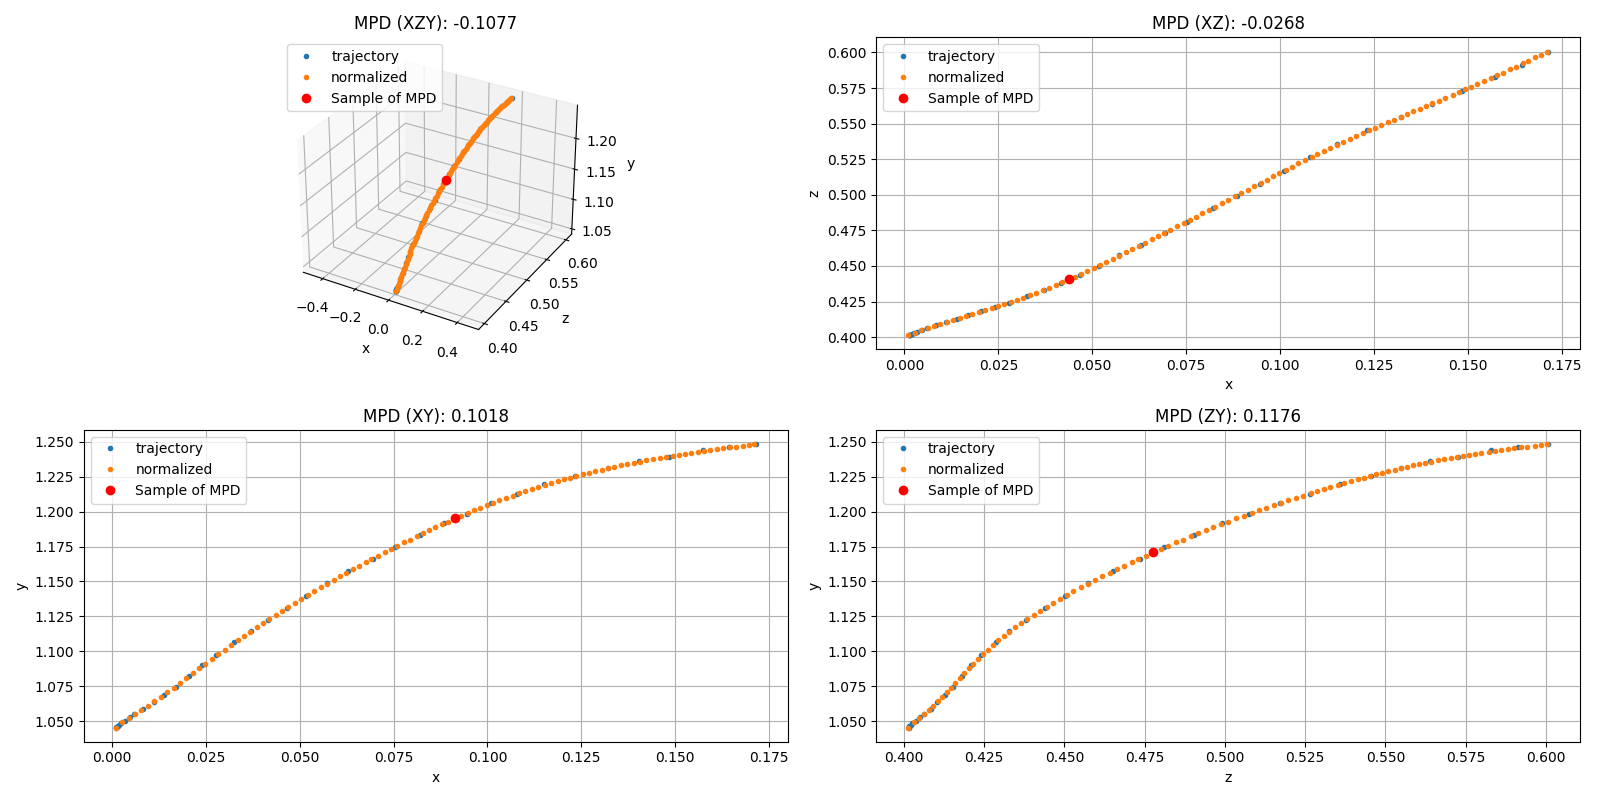 MPD (XZY): -0.1077
trajectory
normalized
Sample of MPD
1.20
1.15
1.10
1.05
y
0.60
0.55
0.50
0.45
0.40
z
−0.4
−0.2
0.0
0.2
0.4
x
MPD (XZ): -0.0268
trajectory
normalized
Sample of MPD
0.600
0.575
0.550
0.525
0.500
0.475
0.450
0.425
0.400
z
0.000 0.025 0.050 0.075 0.100 0.125 0.150 0.175
x
MPD (XY): 0.1018
trajectory
normalized
Sample of MPD
1.250
1.225
1.200
1.175
1.150
1.125
1.100
1.075
1.050
y
0.000 0.025 0.050 0.075 0.100 0.125 0.150 0.175
x
MPD (ZY): 0.1176
trajectory
normalized
Sample of MPD
1.250
1.225
1.200
1.175
1.150
1.125
1.100
1.075
1.050
y
0.400 0.425 0.450 0.475 0.500 0.525 0.550 0.575 0.600
z